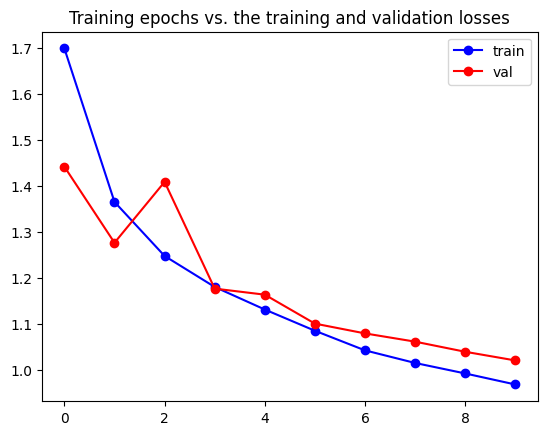 Training epochs vs. the training and validation losses
train
val
1.7
1.6
1.5
1.4
1.3
1.2
1.1
1.0
0 2 4 6 8